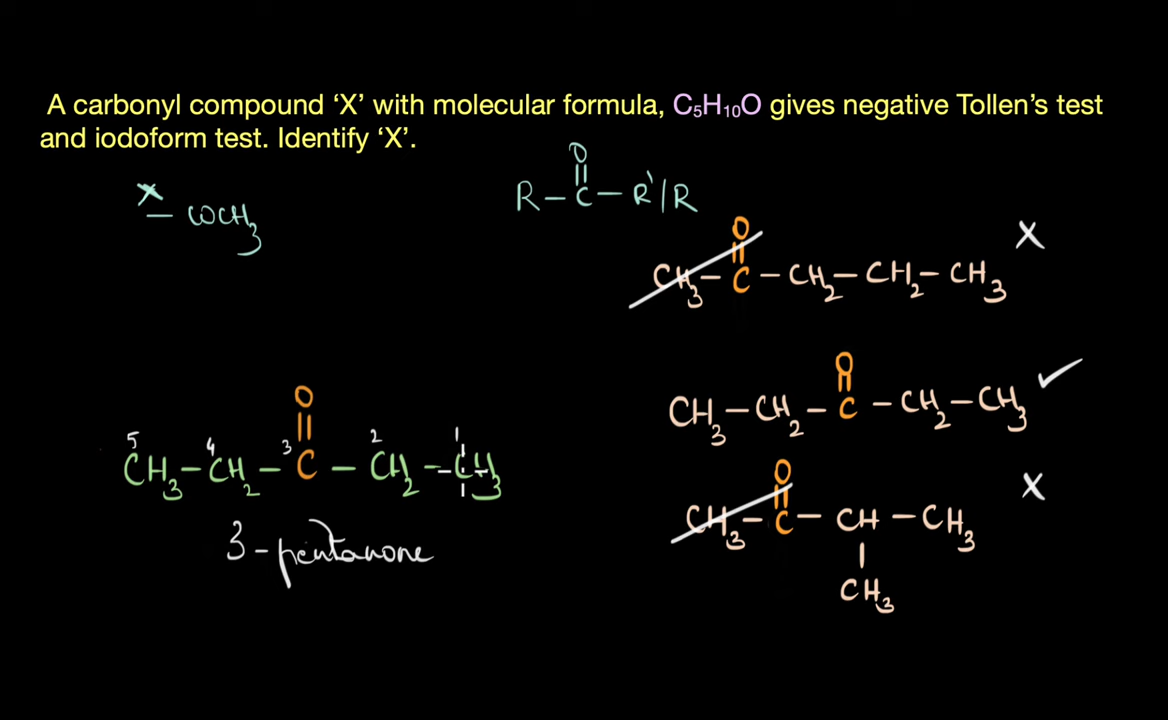 A carbonyl compound ‘X’ with molecular formula, C₅H₁₀O gives negative Tollen’s test
and iodoform test. Identify ‘X’.
O
R – C – R'/R
x
– COCH₃
O
CH₃ – C – CH₂ – CH₂ – CH₃ X
O
CH₃ – CH₂ – C – CH₂ – CH₃ ✓
O
5 4 3 2 1
CH₃ – CH₂ – C – CH₂ – CH₃
3-pentanone
O
CH₃ – C – CH – CH₃ X
CH₃